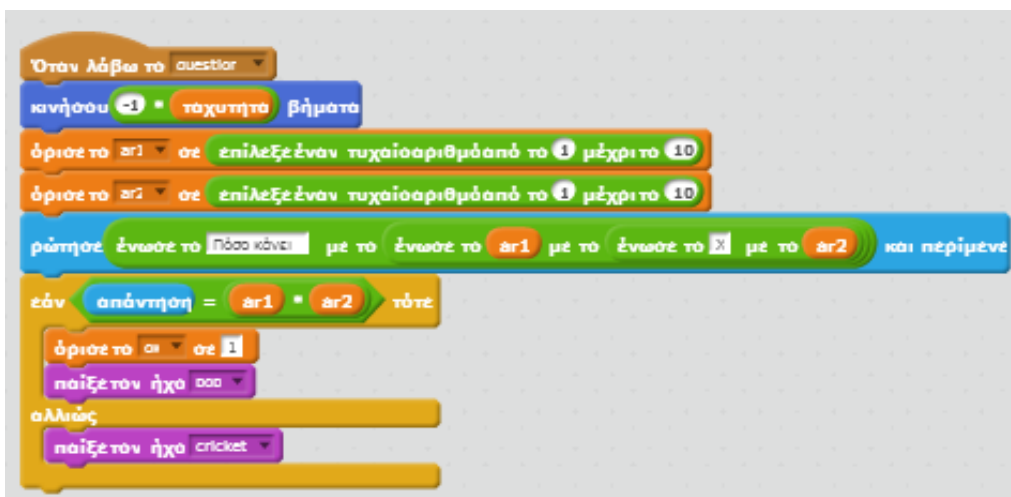 Όταν λάβω το question
κινήσου -1 * ταχυτητα βήματα
όρισε το ar1 σε επίλεξε έναν τυχαίο αριθμό από το 1 μέχρι το 10
όρισε το σε επίλεξε έναν τυχαίο αριθμό από το 1 μέχρι το 10
ρώτησε ένωσε το Πόσο κάνει με το ένωσε το ar1 με το ένωσε το X με το ar2 και περίμενε
εάν απάντηση = ar1 * ar2 τότε
όρισε το σε 1
παίξε τον ήχο
αλλιώς
παίξε τον ήχο cricket